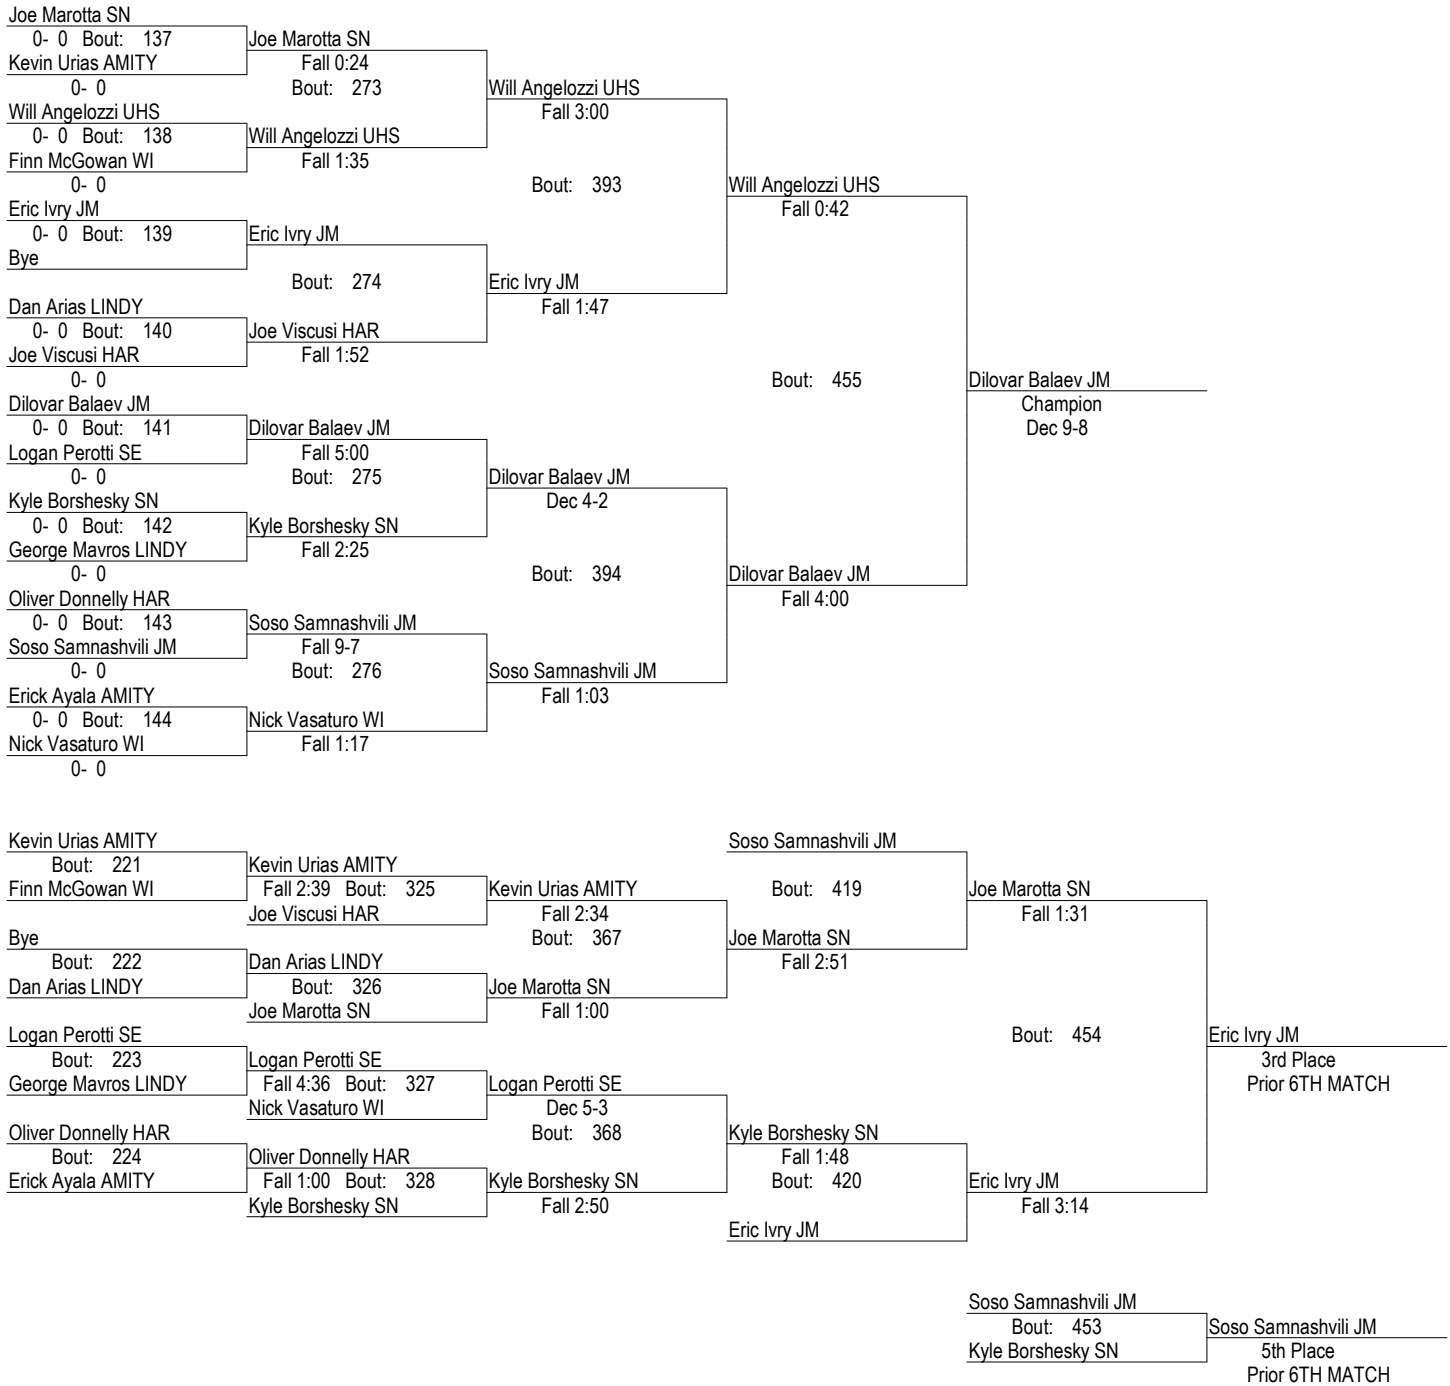 Joe Marotta SN
0- 0 Bout: 137 Joe Marotta SN
Kevin Urias AMITY Fall 0:24
0- 0 Bout: 273 Will Angelozzi UHS
Will Angelozzi UHS Fall 3:00
0- 0 Bout: 138 Will Angelozzi UHS
Finn McGowan WI Fall 1:35
0- 0 Bout: 393 Will Angelozzi UHS
Eric Ivry JM Fall 0:42
0- 0 Bout: 139 Eric Ivry JM
Bye
Bout: 274 Eric Ivry JM
Dan Arias LINDY Fall 1:47
0- 0 Bout: 140 Joe Viscusi HAR
Joe Viscusi HAR Fall 1:52
0- 0 Bout: 455 Dilovar Balaev JM
Dilovar Balaev JM Champion
0- 0 Bout: 141 Dilovar Balaev JM Dec 9-8
Logan Perotti SE Fall 5:00
0- 0 Bout: 275 Dilovar Balaev JM
Kyle Borshesky SN Dec 4-2
0- 0 Bout: 142 Kyle Borshesky SN
George Mavros LINDY Fall 2:25
0- 0 Bout: 394 Dilovar Balaev JM
Oliver Donnelly HAR Fall 4:00
0- 0 Bout: 143 Soso Samnashvili JM
Soso Samnashvili JM Fall 9-7
0- 0 Bout: 276 Soso Samnashvili JM
Erick Ayala AMITY Fall 1:03
0- 0 Bout: 144 Nick Vasaturo WI
Nick Vasaturo WI Fall 1:17
0- 0
Kevin Urias AMITY Soso Samnashvili JM
Bout: 221 Kevin Urias AMITY
Finn McGowan WI Fall 2:39 Bout: 325 Kevin Urias AMITY Bout: 419 Joe Marotta SN
Joe Viscusi HAR Fall 2:34 Fall 1:31
Bye Bout: 367 Joe Marotta SN
Bout: 222 Dan Arias LINDY Fall 2:51
Dan Arias LINDY Bout: 326 Joe Marotta SN
Joe Marotta SN Fall 1:00
Logan Perotti SE Bout: 454 Eric Ivry JM
Bout: 223 Logan Perotti SE 3rd Place
George Mavros LINDY Fall 4:36 Bout: 327 Logan Perotti SE Prior 6TH MATCH
Nick Vasaturo WI Dec 5-3
Oliver Donnelly HAR Bout: 368 Kyle Borshesky SN
Bout: 224 Oliver Donnelly HAR Fall 1:48
Erick Ayala AMITY Fall 1:00 Bout: 328 Kyle Borshesky SN Bout: 420 Eric Ivry JM
Kyle Borshesky SN Fall 2:50 Fall 3:14
Eric Ivry JM
Soso Samnashvili JM
Bout: 453 Soso Samnashvili JM
Kyle Borshesky SN 5th Place
Prior 6TH MATCH